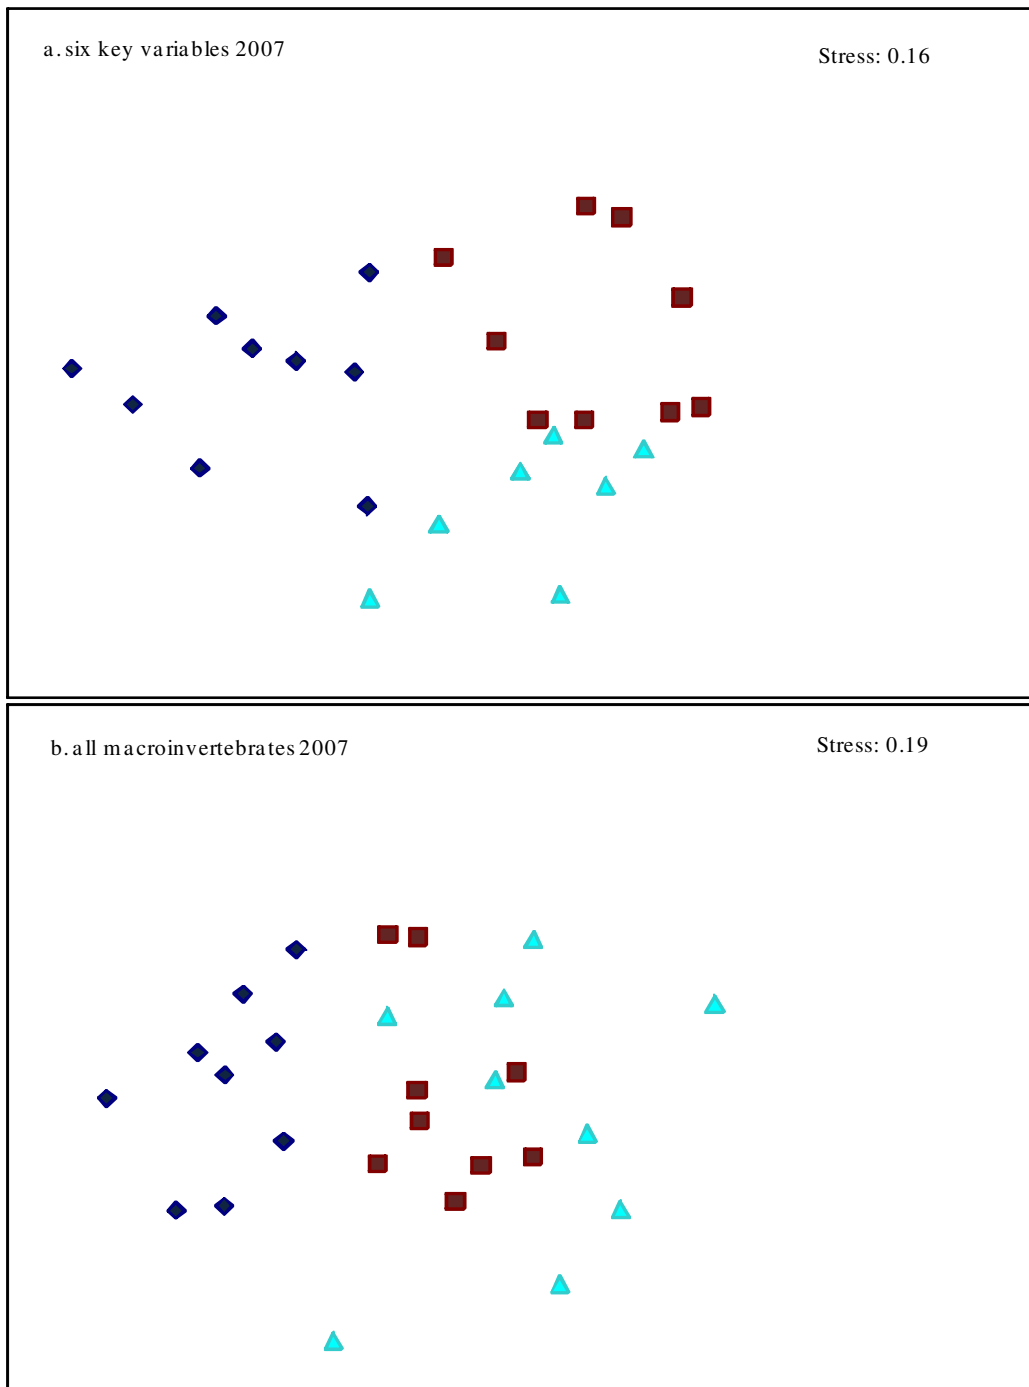 a. six key variables 2007
Stress: 0.16
b. all macroinvertebrates 2007
Stress: 0.19